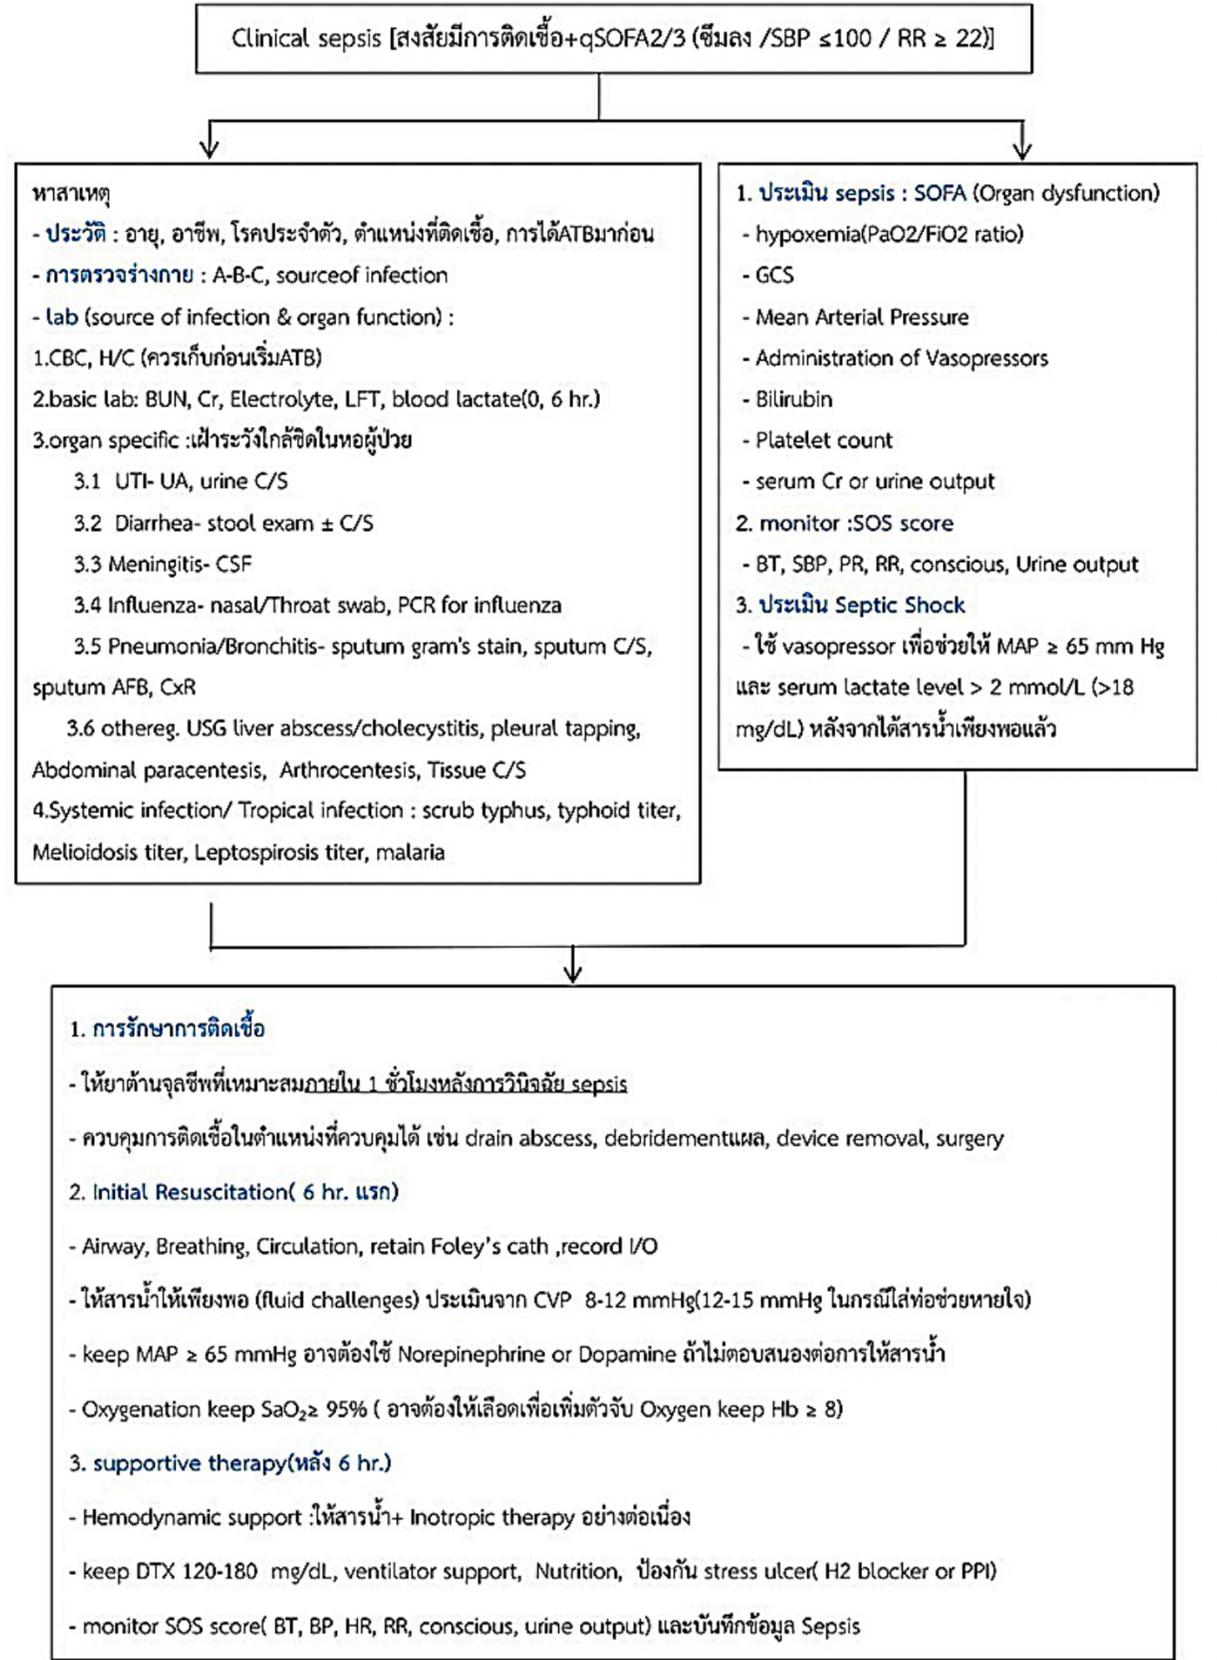 Clinical sepsis [สงสัยมีการติดเชื้อ+qSOFA2/3 (ซึมลง /SBP ≤100 / RR ≥ 22)]
หาสาเหตุ
- ประวัติ : อายุ, อาชีพ, โรคประจำตัว, ตำแหน่งที่ติดเชื้อ, การได้ATBมาก่อน
- การตรวจร่างกาย : A-B-C, sourceof infection
- lab (source of infection & organ function) :
1.CBC, H/C (ควรเก็บก่อนเริ่มATB)
2.basic lab: BUN, Cr, Electrolyte, LFT, blood lactate(0, 6 hr.)
3.organ specific :เฝ้าระวังใกล้ชิดในหอผู้ป่วย
3.1 UTI- UA, urine C/S
3.2 Diarrhea- stool exam ± C/S
3.3 Meningitis- CSF
3.4 Influenza- nasal/Throat swab, PCR for influenza
3.5 Pneumonia/Bronchitis- sputum gram's stain, sputum C/S,
sputum AFB, CxR
3.6 othereg. USG liver abscess/cholecystitis, pleural tapping,
Abdominal paracentesis, Arthrocentesis, Tissue C/S
4.Systemic infection/ Tropical infection : scrub typhus, typhoid titer,
Melioidosis titer, Leptospirosis titer, malaria
1. ประเมิน sepsis : SOFA (Organ dysfunction)
- hypoxemia(PaO2/FiO2 ratio)
- GCS
- Mean Arterial Pressure
- Administration of Vasopressors
- Bilirubin
- Platelet count
- serum Cr or urine output
2. monitor :SOS score
- BT, SBP, PR, RR, conscious, Urine output
3. ประเมิน Septic Shock
- ใช้ vasopressor เพื่อช่วยให้ MAP ≥ 65 mm Hg
และ serum lactate level > 2 mmol/L (>18
mg/dL) หลังจากได้สารน้ำเพียงพอแล้ว
1. การรักษาการติดเชื้อ
- ให้ยาต้านจุลชีพที่เหมาะสมภายใน 1 ชั่วโมงหลังการวินิจฉัย sepsis
- ควบคุมการติดเชื้อในตำแหน่งที่ควบคุมได้ เช่น drain abscess, debridementแผล, device removal, surgery
2. Initial Resuscitation( 6 hr. แรก)
- Airway, Breathing, Circulation, retain Foley's cath ,record I/O
- ให้สารน้ำให้เพียงพอ (fluid challenges) ประเมินจาก CVP 8-12 mmHg(12-15 mmHg ในกรณีใส่ท่อช่วยหายใจ)
- keep MAP ≥ 65 mmHg อาจต้องใช้ Norepinephrine or Dopamine ถ้าไม่ตอบสนองต่อการให้สารน้ำ
- Oxygenation keep SaO₂≥ 95% ( อาจต้องให้เลือดเพื่อเพิ่มตัวจับ Oxygen keep Hb ≥ 8)
3. supportive therapy(หลัง 6 hr.)
- Hemodynamic support :ให้สารน้ำ+ Inotropic therapy อย่างต่อเนื่อง
- keep DTX 120-180 mg/dL, ventilator support, Nutrition, ป้องกัน stress ulcer( H2 blocker or PPI)
- monitor SOS score( BT, BP, HR, RR, conscious, urine output) และบันทึกข้อมูล Sepsis